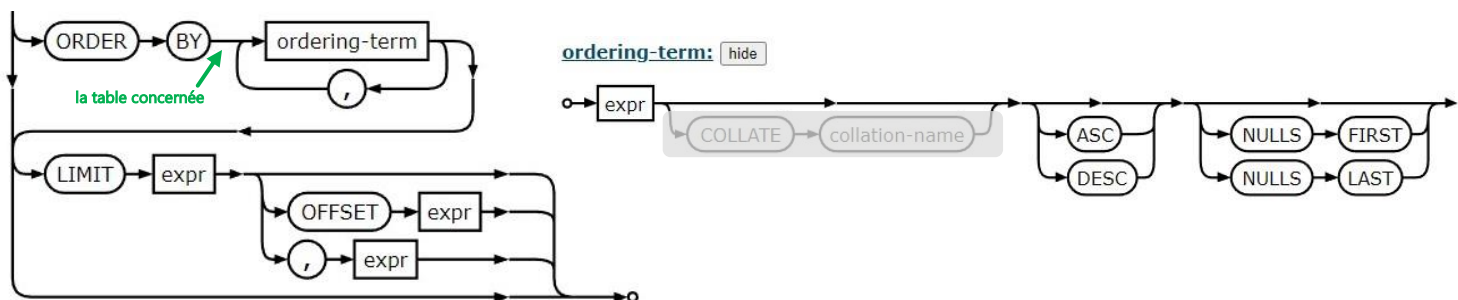 ORDER BY ordering-term
,
la table concernée
LIMIT expr
OFFSET expr
, expr
ordering-term: hide
expr
COLLATE collation-name
ASC
DESC
NULLS FIRST
NULLS LAST